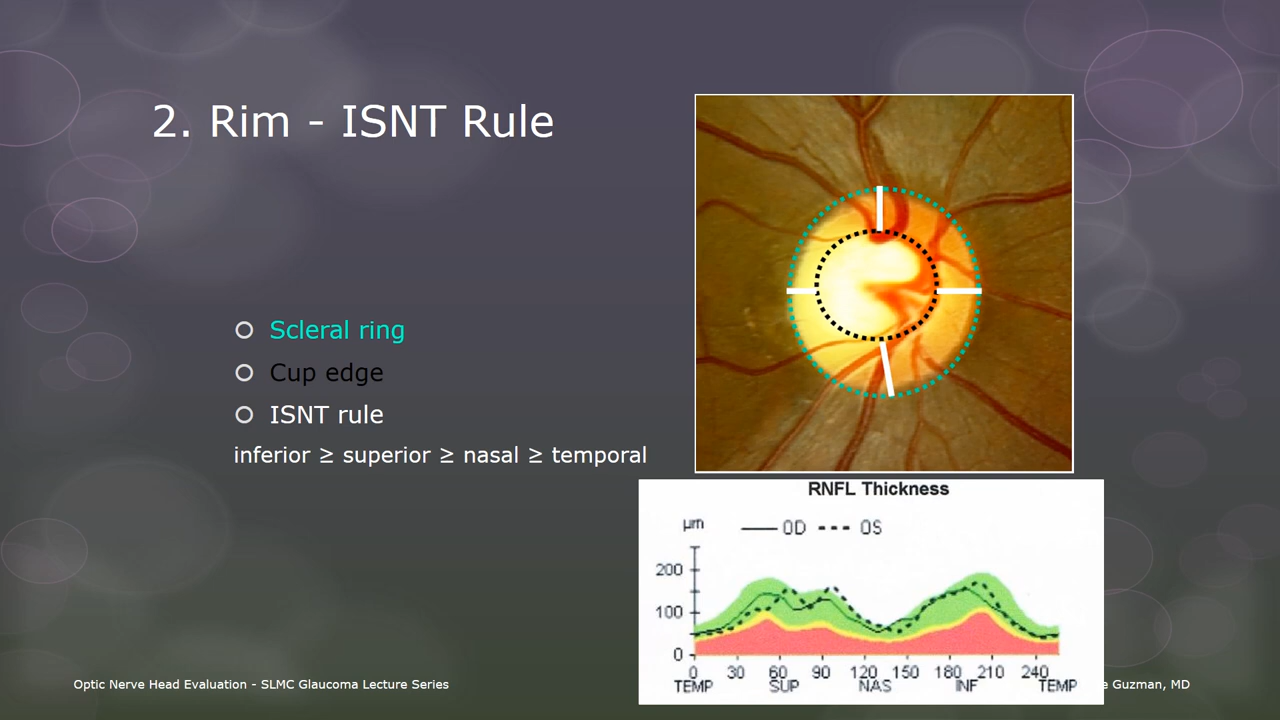 2. Rim - ISNT Rule
Scleral ring
Cup edge
ISNT rule
inferior ≥ superior ≥ nasal ≥ temporal
RNFL Thickness
µm
OD
OS
200
100
0
0 30 60 90 120 150 180 210 240
TEMP SUP NAS INF TEMP
Optic Nerve Head Evaluation - SLMC Glaucoma Lecture Series
Guzman, MD